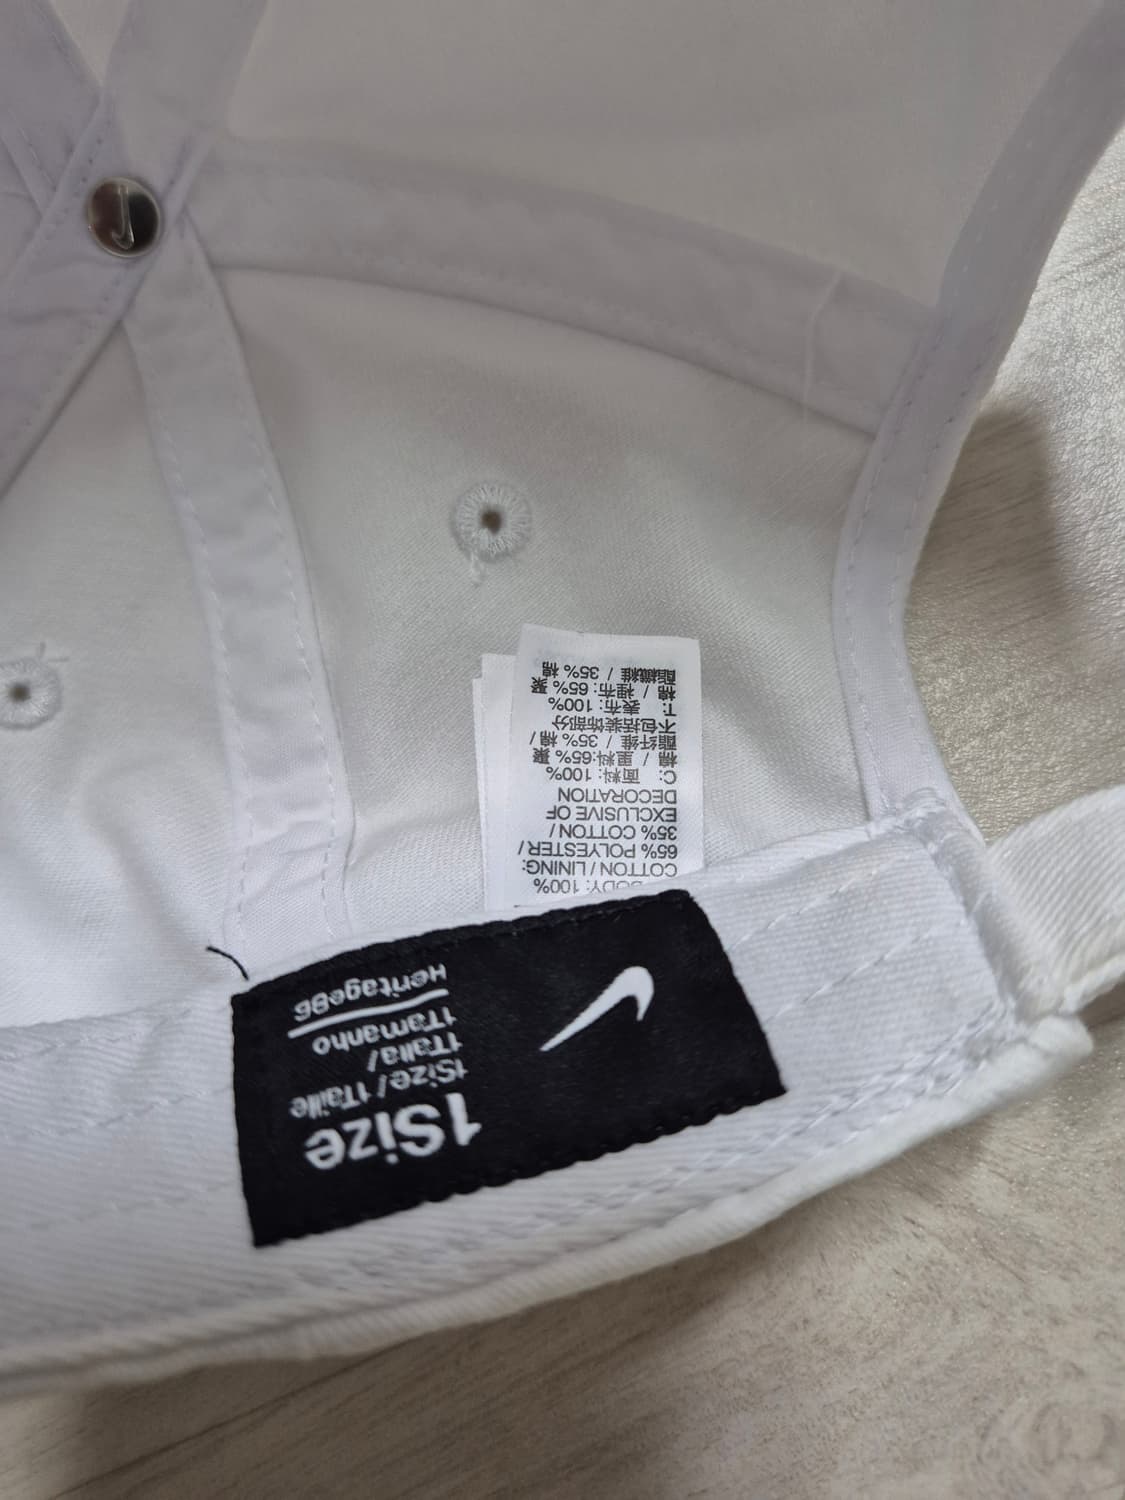 1Size
1Size/1Taille
1Talla/
1Tamanho
Heritage86
BODY: 100%
COTTON / LINING:
65% POLYESTER /
35% COTTON /
EXCLUSIVE OF
DECORATION
C: 面料: 100%
棉 / 里料:65% 聚
酯纤维 / 35% 棉 /
不包括装饰部分
T: 表布: 100%
棉 / 裡布: 65% 聚
酯纖維 / 35% 棉